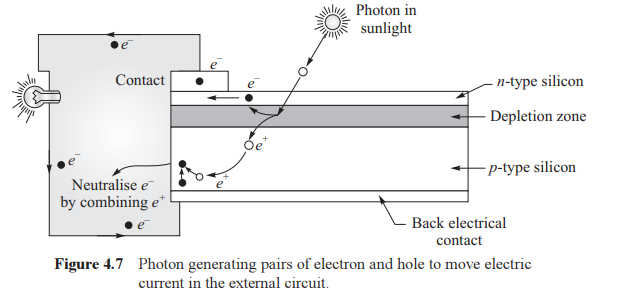 Photon in
sunlight
e⁻
e⁻
Contact
e⁻
n-type silicon
Depletion zone
e⁺
e⁻
p-type silicon
Neutralise e⁻
by combining e⁺
e⁺
e⁻
Back electrical
contact
Figure 4.7 Photon generating pairs of electron and hole to move electric
current in the external circuit.